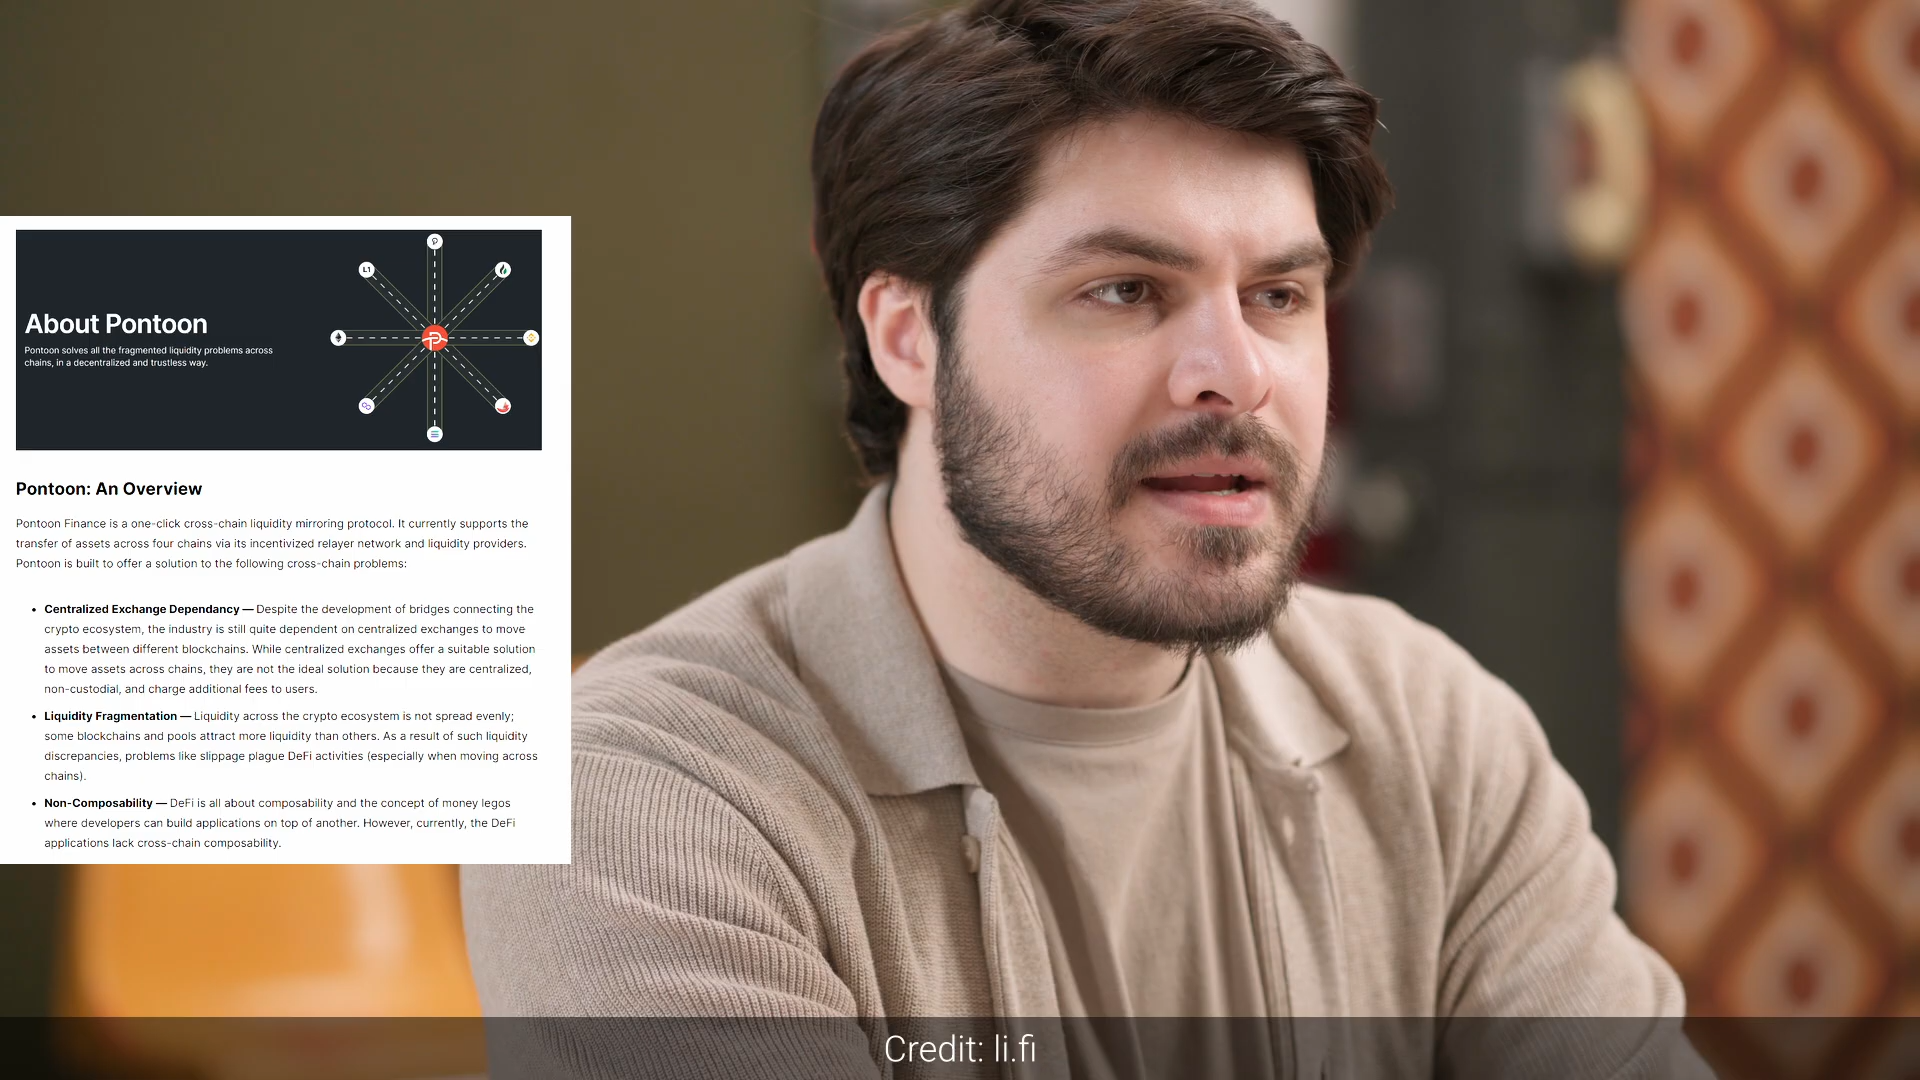 L1
About Pontoon
Pontoon solves all the fragmented liquidity problems across
chains, in a decentralized and trustless way.
Pontoon: An Overview
Pontoon Finance is a one-click cross-chain liquidity mirroring protocol. It currently supports the
transfer of assets across four chains via its incentivized relayer network and liquidity providers.
Pontoon is built to offer a solution to the following cross-chain problems:
• Centralized Exchange Dependancy — Despite the development of bridges connecting the
crypto ecosystem, the industry is still quite dependent on centralized exchanges to move
assets between different blockchains. While centralized exchanges offer a suitable solution
to move assets across chains, they are not the ideal solution because they are centralized,
non-custodial, and charge additional fees to users.
• Liquidity Fragmentation — Liquidity across the crypto ecosystem is not spread evenly;
some blockchains and pools attract more liquidity than others. As a result of such liquidity
discrepancies, problems like slippage plague DeFi activities (especially when moving across
chains).
• Non-Composability — DeFi is all about composability and the concept of money legos
where developers can build applications on top of another. However, currently, the DeFi
applications lack cross-chain composability.
Credit: li.fi